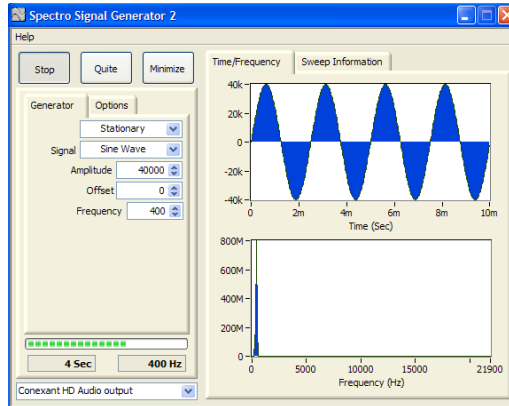 Spectro Signal Generator 2
Help
Stop Quite Minimize
Generator Options
Stationary
Signal Sine Wave
Amplitude 40000
Offset 0
Frequency 400
4 Sec 400 Hz
Conexant HD Audio output
Time/Frequency Sweep Information
40k
20k
0
-20k
-40k
0 2m 4m 6m 8m 10m
Time (Sec)
800M
600M
400M
200M
0
0 5000 10000 15000 21900
Frequency (Hz)